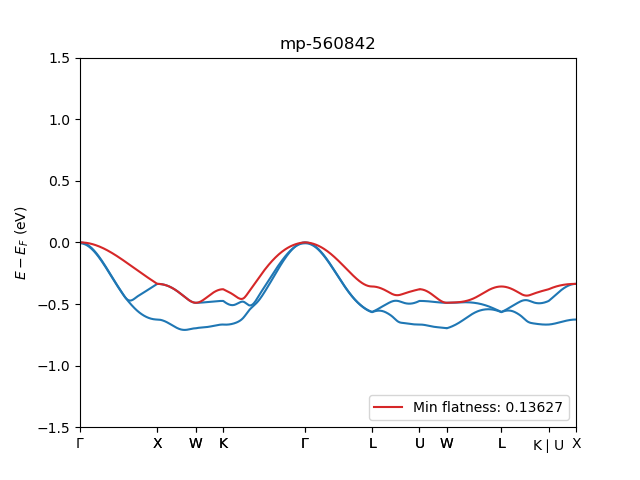 mp-560842
E − E_F (eV)
1.5
1.0
0.5
0.0
−0.5
−1.0
−1.5
Min flatness: 0.13627
Γ X W K Γ L U W L K | U X